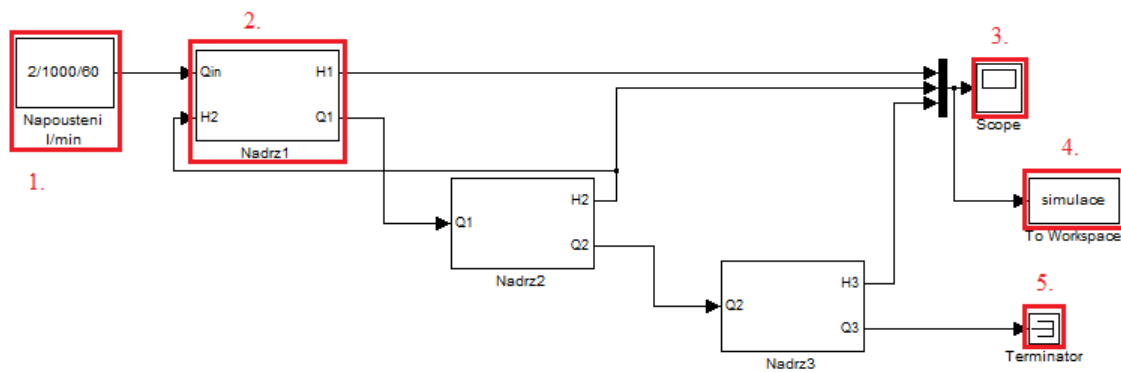 1.
2/1000/60
Napousteni
l/min
2.
Qin
H2
H1
Q1
Nadrz1
Q1
H2
Q2
Nadrz2
Q2
H3
Q3
Nadrz3
3.
Scope
4.
simulace
To Workspace
5.
Terminator